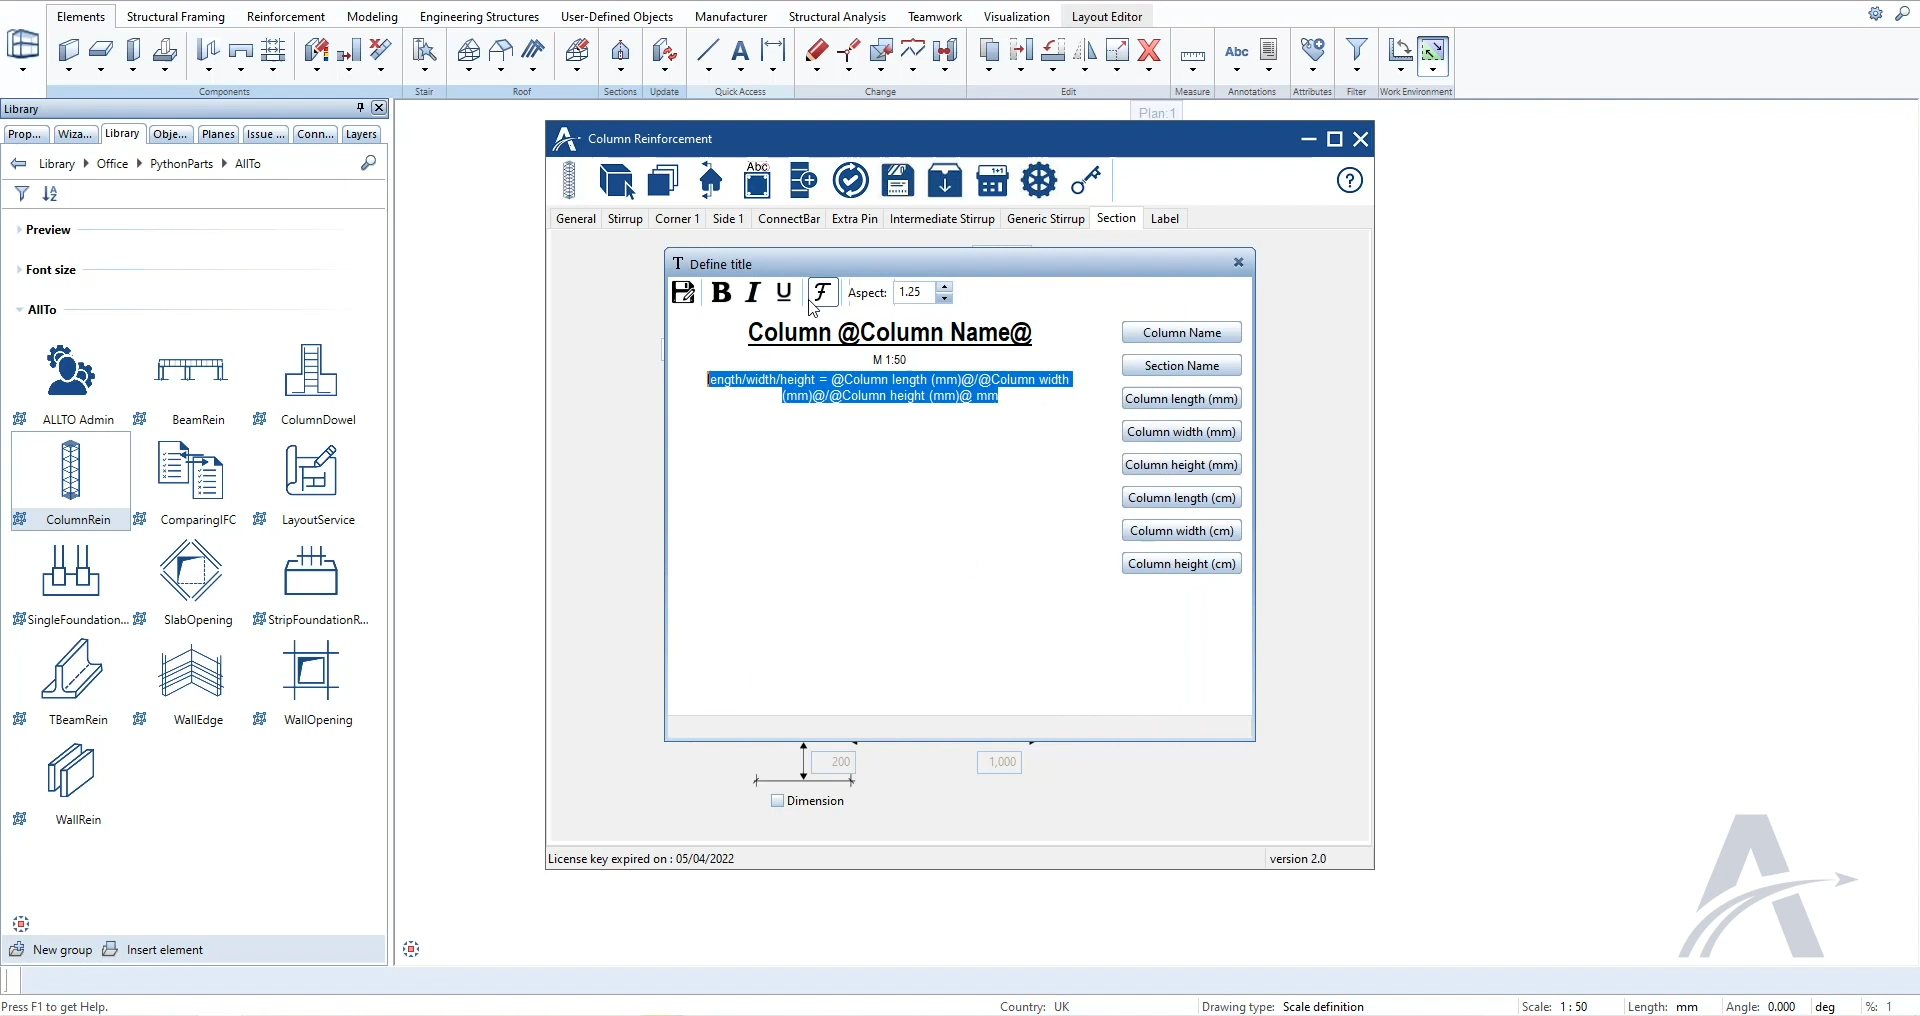 Elements Structural Framing Reinforcement Modeling Engineering Structures User-Defined Objects Manufacturer Structural Analysis Teamwork Visualization Layout Editor
A Abc
Components Stair Roof Sections Update Quick Access Change Edit Measure Annotations Attributes Filter Work Environment
Library
Prop... Wiza... Library Obje... Planes Issue ... Conn... Layers
Library Office PythonParts AllTo
Preview
Font size
AllTo
ALLTO Admin BeamRein ColumnDowel
ColumnRein ComparingIFC LayoutService
SingleFoundation... SlabOpening StripFoundationR...
TBeamRein WallEdge WallOpening
WallRein
New group Insert element
Plan:1
Column Reinforcement
Abc
1+1
General Stirrup Corner 1 Side 1 ConnectBar Extra Pin Intermediate Stirrup Generic Stirrup Section Label
T Define title
B I U F Aspect: 1.25
Column @Column Name@
M 1:50
length/width/height = @Column length (mm)@/@Column width
(mm)@/@Column height (mm)@ mm
Column Name
Section Name
Column length (mm)
Column width (mm)
Column height (mm)
Column length (cm)
Column width (cm)
Column height (cm)
200 1,000
Dimension
License key expired on : 05/04/2022 version 2.0
Press F1 to get Help. Country: UK Drawing type: Scale definition Scale: 1:50 Length: mm Angle: 0.000 deg %: 1